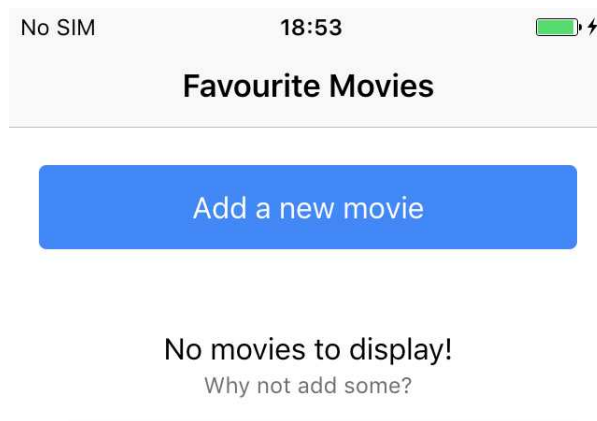 No SIM 18:53
Favourite Movies
Add a new movie
No movies to display!
Why not add some?